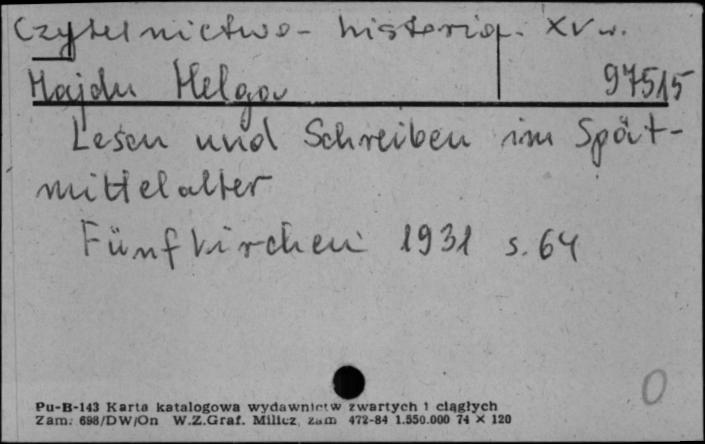 Czytelnictwo - historia - XV w.
Hajdu Helga 97515
Lesen und Schreiben im Spät-
mittelalter
Fünfkirchen 1931 s. 64
0
Pu-B-143 Karta katalogowa wydawnictw zwartych i ciągłych
Zam. 698/DW/On W.Z.Graf. Milicz, zam 472-84 1.550.000 74 × 120